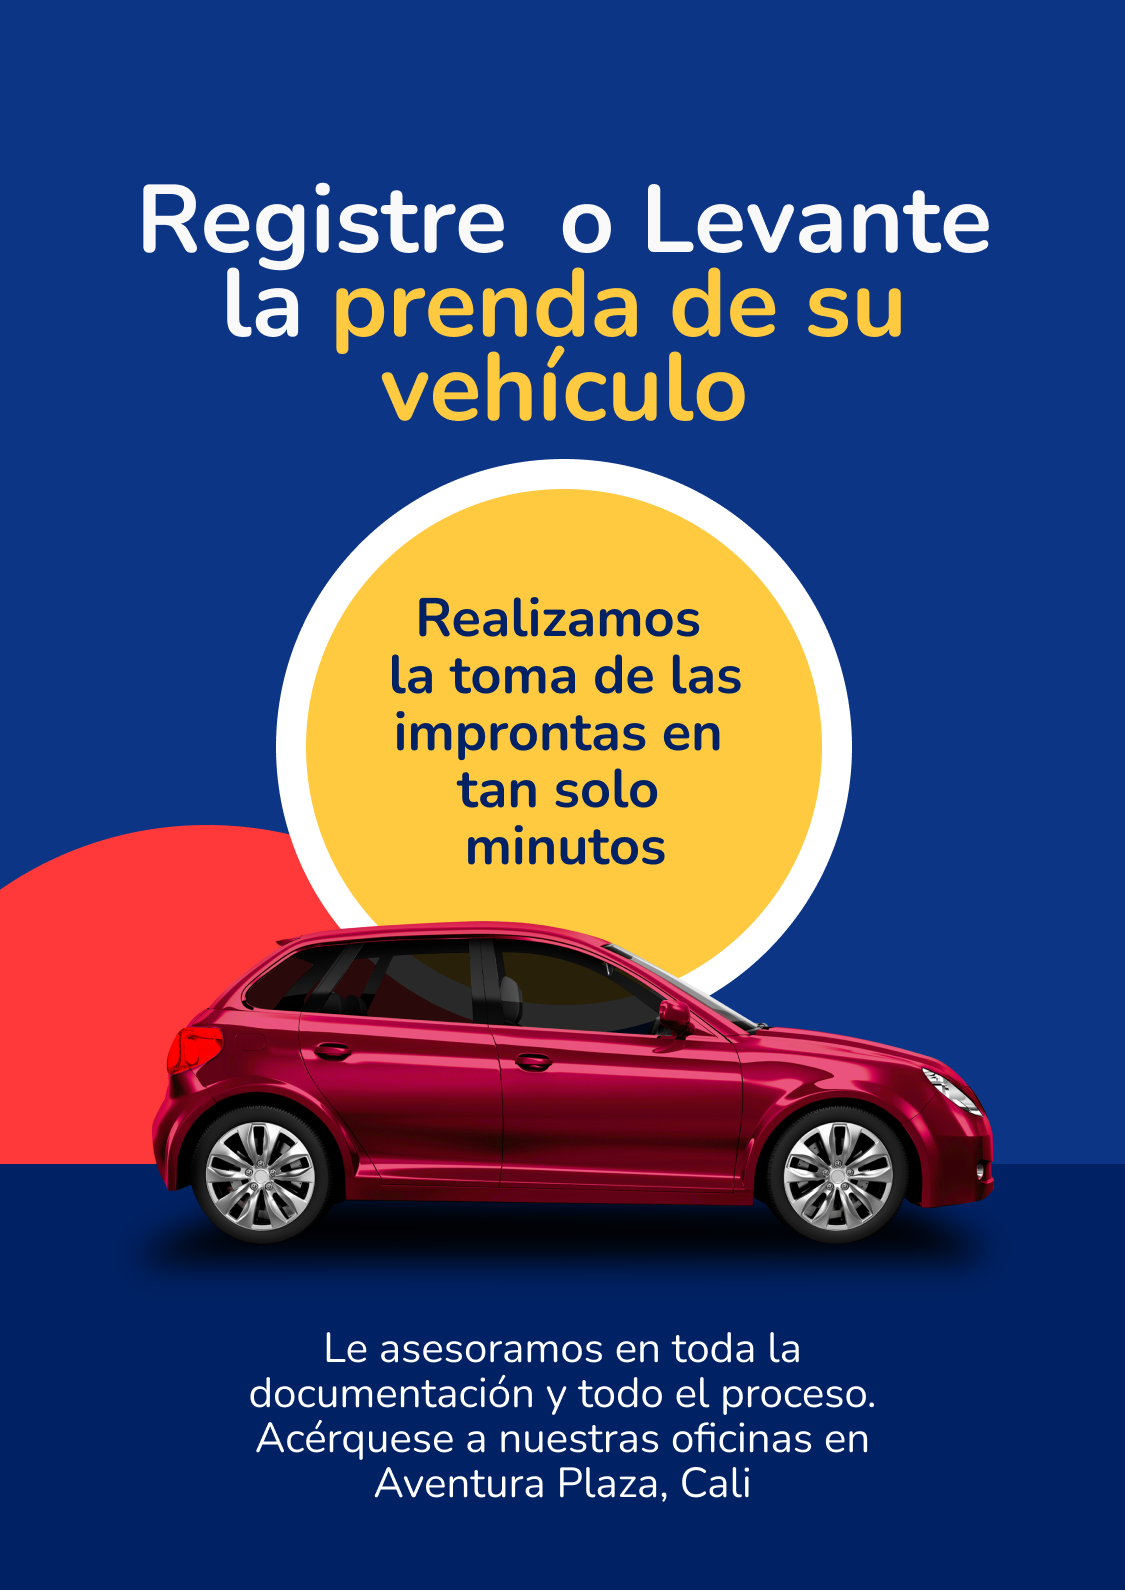 Registre o Levante
la prenda de su
vehículo
Realizamos
la toma de las
improntas en
tan solo
minutos
Le asesoramos en toda la
documentación y todo el proceso.
Acérquese a nuestras oficinas en
Aventura Plaza, Cali